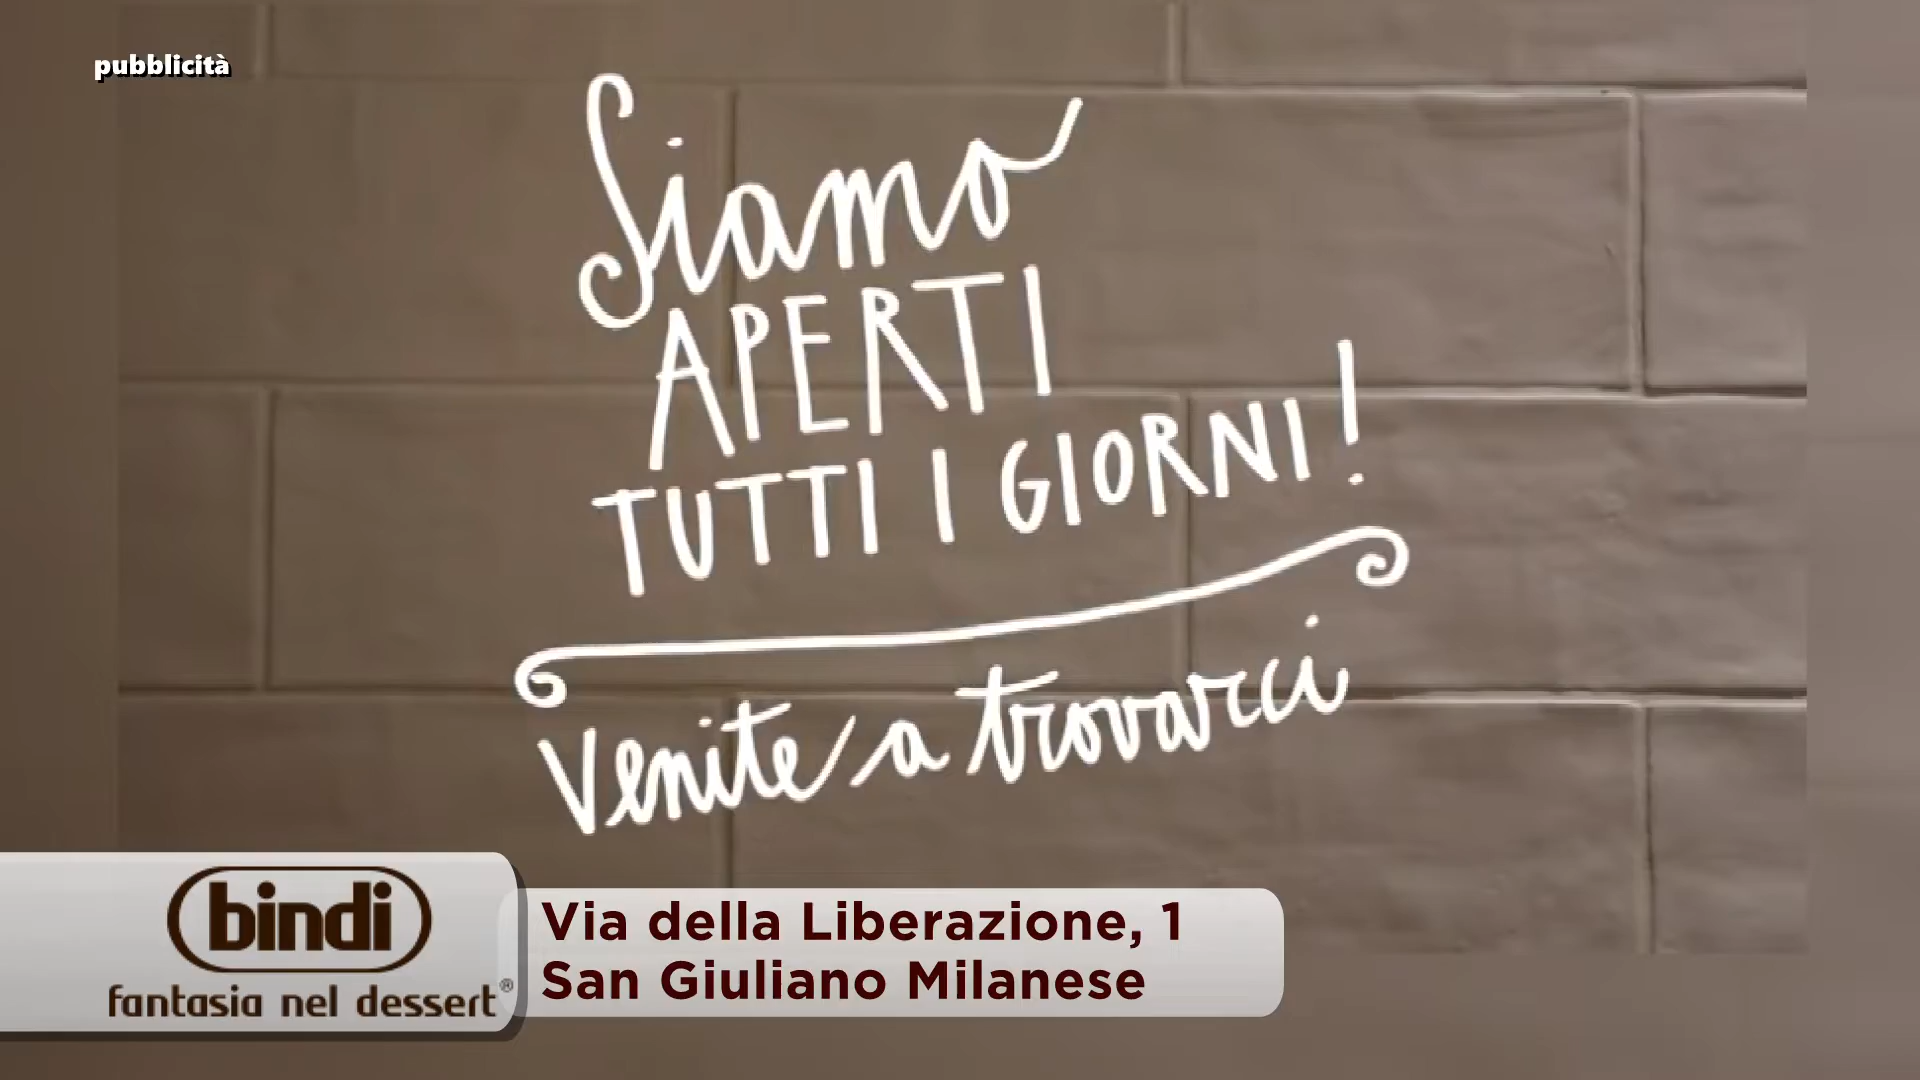 pubblicità
Siamo
APERTI
TUTTI I GIORNI!
Venite a trovarci
bindi
fantasia nel dessert®
Via della Liberazione, 1
San Giuliano Milanese